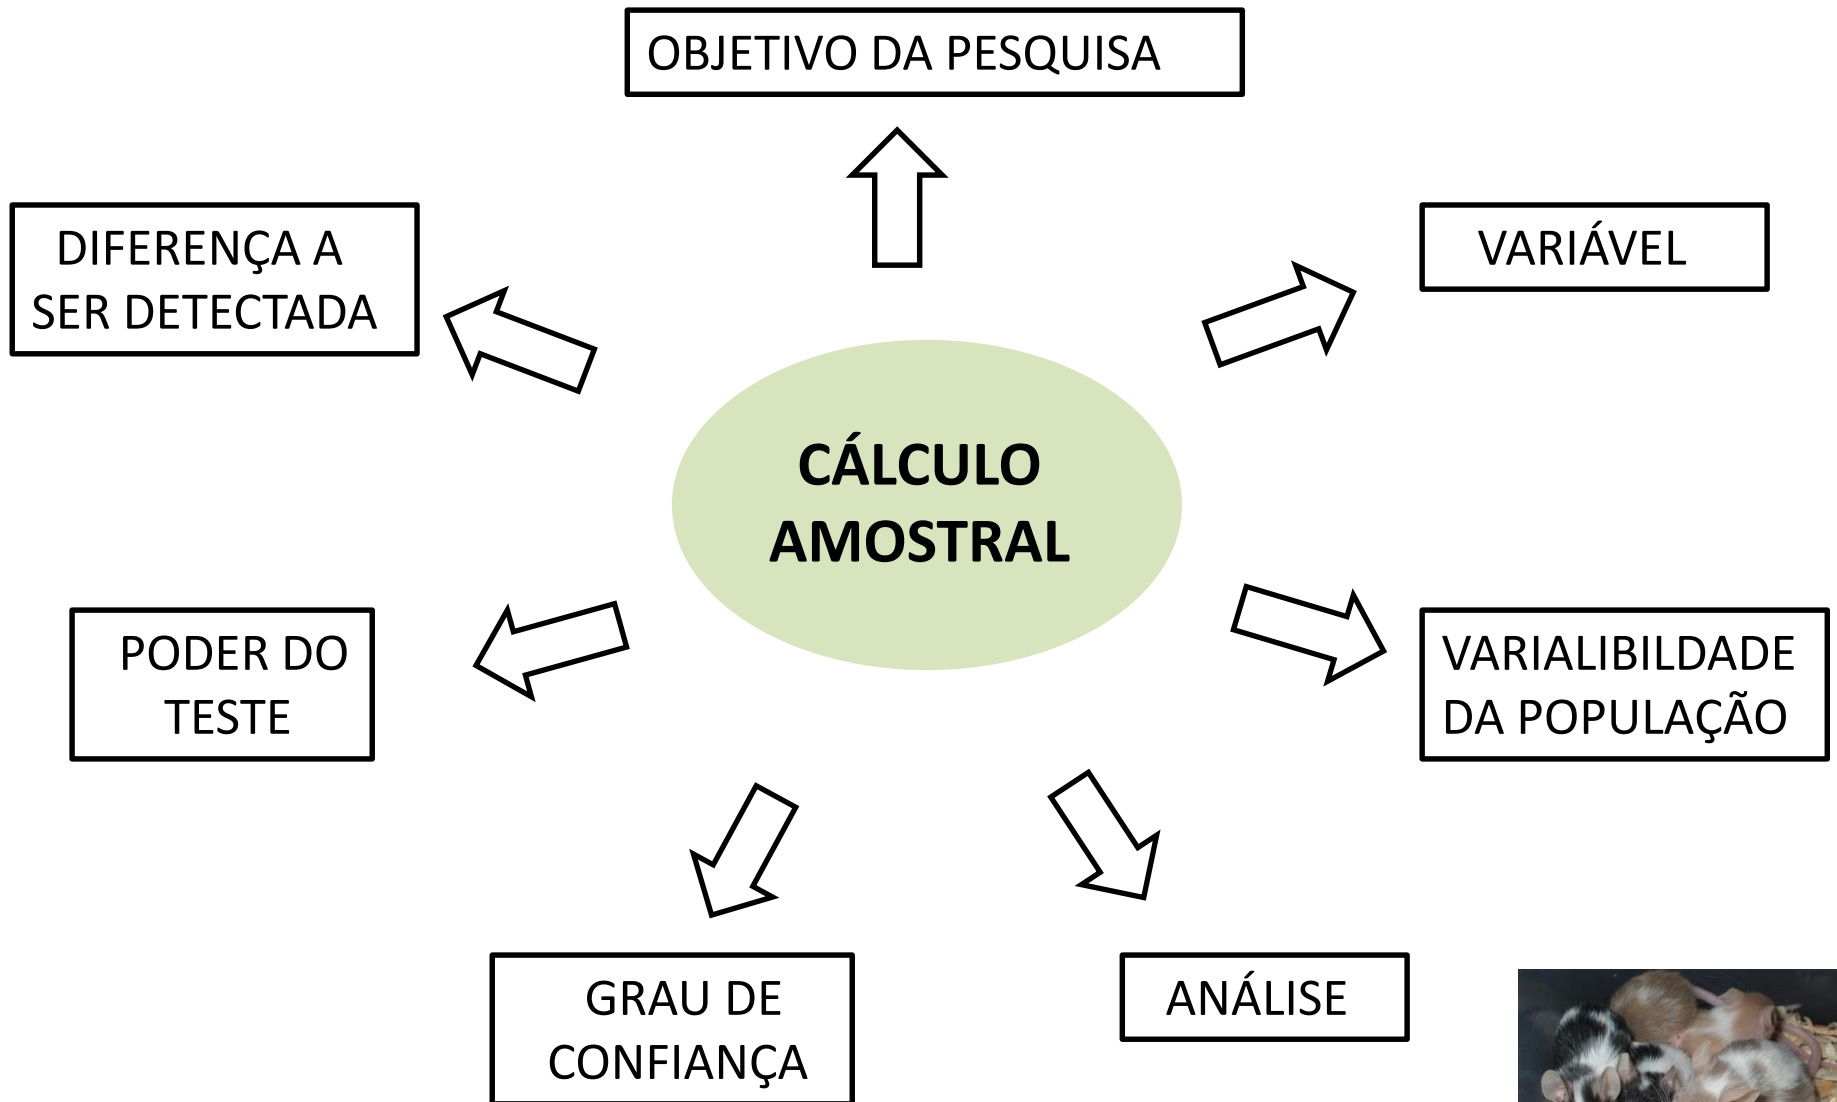 OBJETIVO DA PESQUISA
DIFERENÇA A
SER DETECTADA
VARIÁVEL
CÁLCULO
AMOSTRAL
PODER DO
TESTE
VARIALIBILDADE
DA POPULAÇÃO
GRAU DE
CONFIANÇA
ANÁLISE